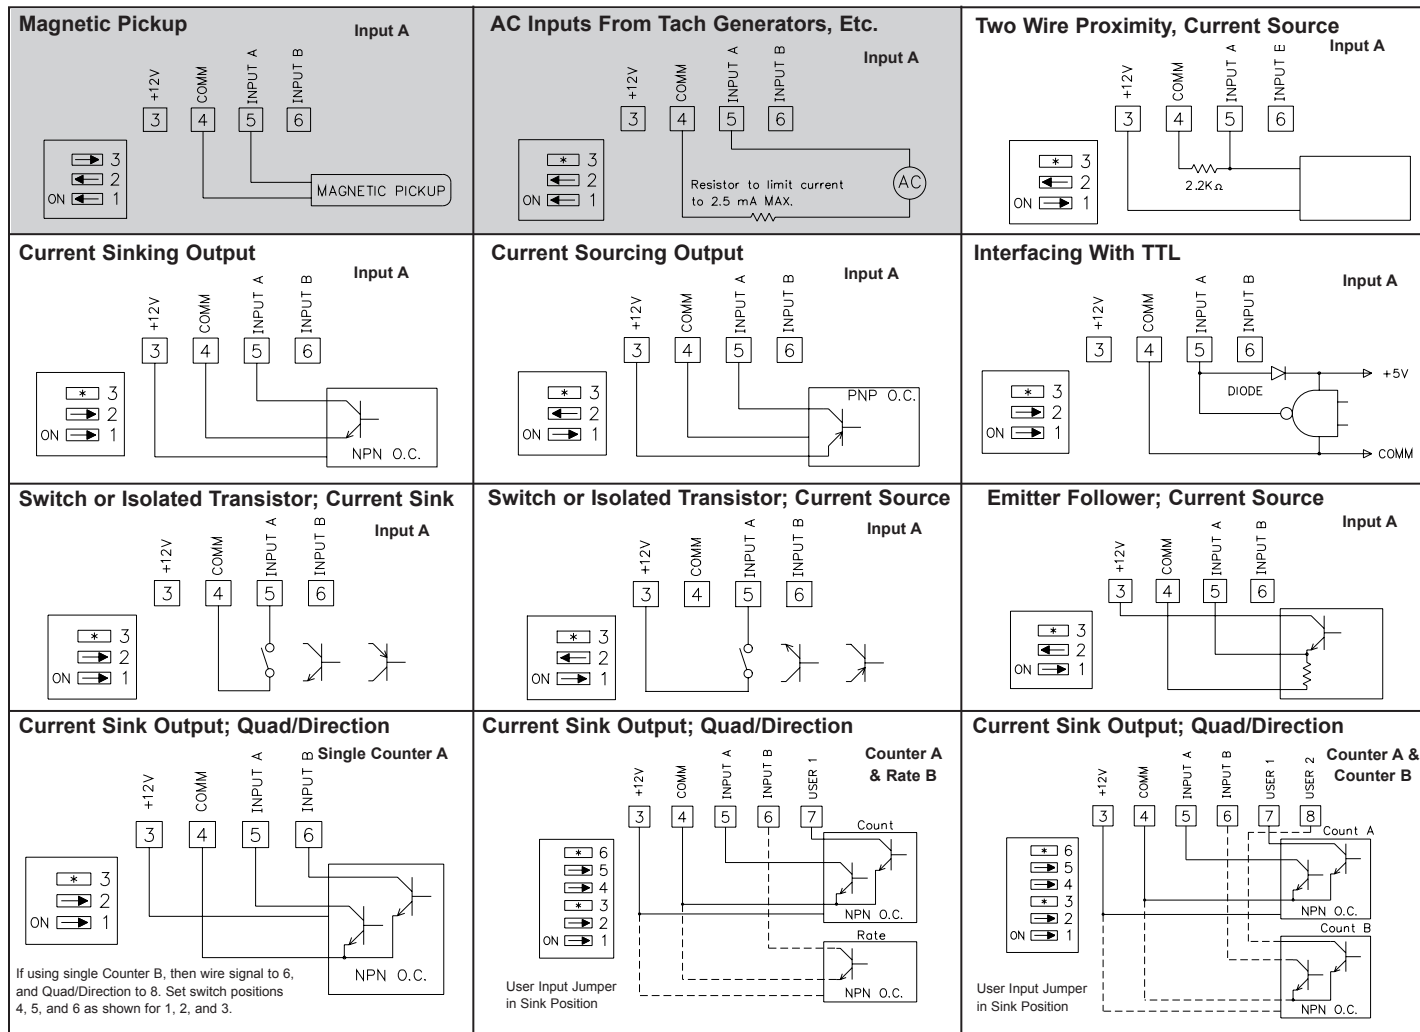 Magnetic Pickup
Input A
+12V
COMM
INPUT A
INPUT B
3 4 5 6
3
2
ON 1
MAGNETIC PICKUP
AC Inputs From Tach Generators, Etc.
Input A
+12V
COMM
INPUT A
INPUT B
3 4 5 6
* 3
2
ON 1
Resistor to limit current
to 2.5 mA MAX.
AC
Two Wire Proximity, Current Source
Input A
+12V
COMM
INPUT A
INPUT E
3 4 5 6
* 3
2
ON 1
2.2KΩ
Current Sinking Output
Input A
+12V
COMM
INPUT A
INPUT B
3 4 5 6
* 3
2
ON 1
NPN O.C.
Current Sourcing Output
Input A
+12V
COMM
INPUT A
INPUT B
3 4 5 6
* 3
2
ON 1
PNP O.C.
Interfacing With TTL
Input A
+12V
COMM
INPUT A
INPUT B
3 4 5 6
* 3
2
ON 1
DIODE
+5V
COMM
Switch or Isolated Transistor; Current Sink
Input A
+12V
COMM
INPUT A
INPUT B
3 4 5 6
* 3
2
ON 1
Switch or Isolated Transistor; Current Source
Input A
+12V
COMM
INPUT A
INPUT B
3 4 5 6
* 3
2
ON 1
Emitter Follower; Current Source
Input A
+12V
COMM
INPUT A
INPUT B
3 4 5 6
* 3
2
ON 1
Current Sink Output; Quad/Direction
Single Counter A
+12V
COMM
INPUT A
INPUT B
3 4 5 6
* 3
2
ON 1
NPN O.C.
If using single Counter B, then wire signal to 6,
and Quad/Direction to 8. Set switch positions
4, 5, and 6 as shown for 1, 2, and 3.
Current Sink Output; Quad/Direction
Counter A
& Rate B
+12V
COMM
INPUT A
INPUT B
USER 1
3 4 5 6 7
Count
* 6
5
4
* 3
2
ON 1
NPN O.C.
Rate
NPN O.C.
User Input Jumper
in Sink Position
Current Sink Output; Quad/Direction
Counter A &
Counter B
+12V
COMM
INPUT A
INPUT B
USER 1
USER 2
3 4 5 6 7 8
Count A
* 6
5
4
* 3
2
ON 1
NPN O.C.
Count B
NPN O.C.
User Input Jumper
in Sink Position